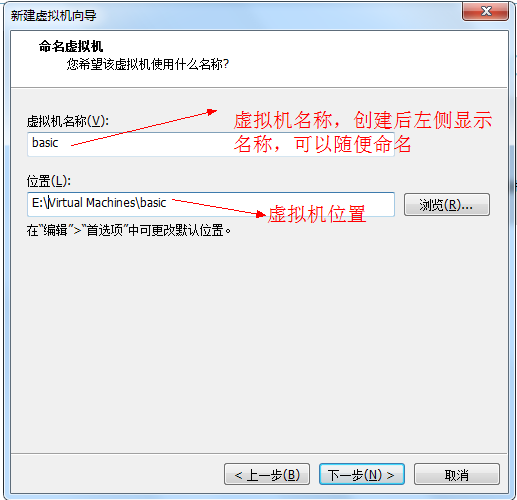 新建虚拟机向导
命名虚拟机
您希望该虚拟机使用什么名称?
虚拟机名称(V):
basic
虚拟机名称，创建后左侧显示
名称，可以随便命名
位置(L):
E:\Virtual Machines\basic
浏览(R)...
虚拟机位置
在“编辑”>“首选项”中可更改默认位置。
< 上一步(B)
下一步(N) >
取消